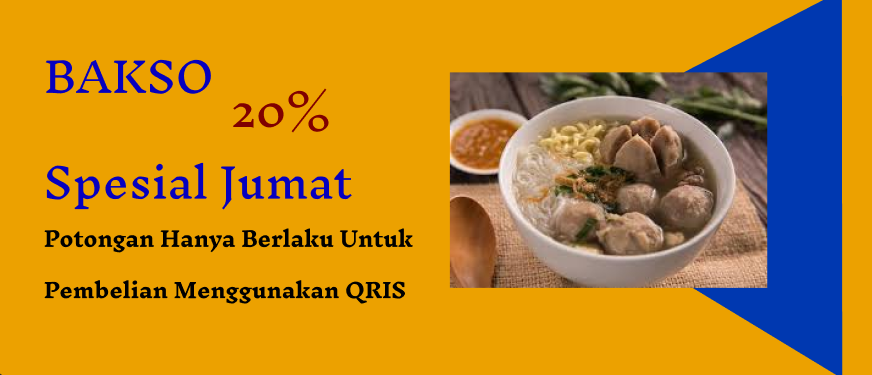 BAKSO
20%
Spesial Jumat
Potongan Hanya Berlaku Untuk
Pembelian Menggunakan QRIS